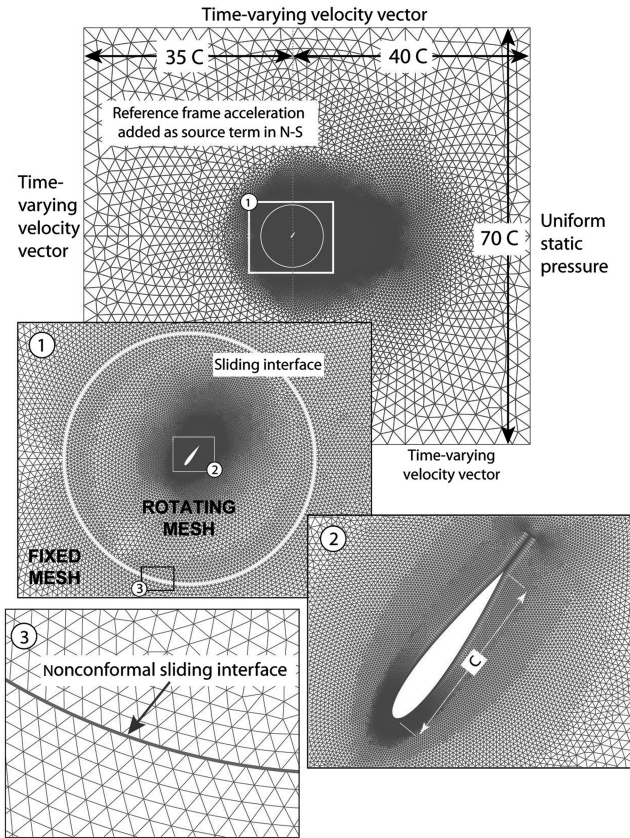 Time-varying velocity vector
35 C
40 C
Reference frame acceleration
added as source term in N-S
Time-
varying
velocity
vector
1
70 C
Uniform
static
pressure
1
Sliding interface
2
ROTATING
MESH
FIXED
MESH
3
Time-varying
velocity vector
2
C
3
Nonconformal sliding interface